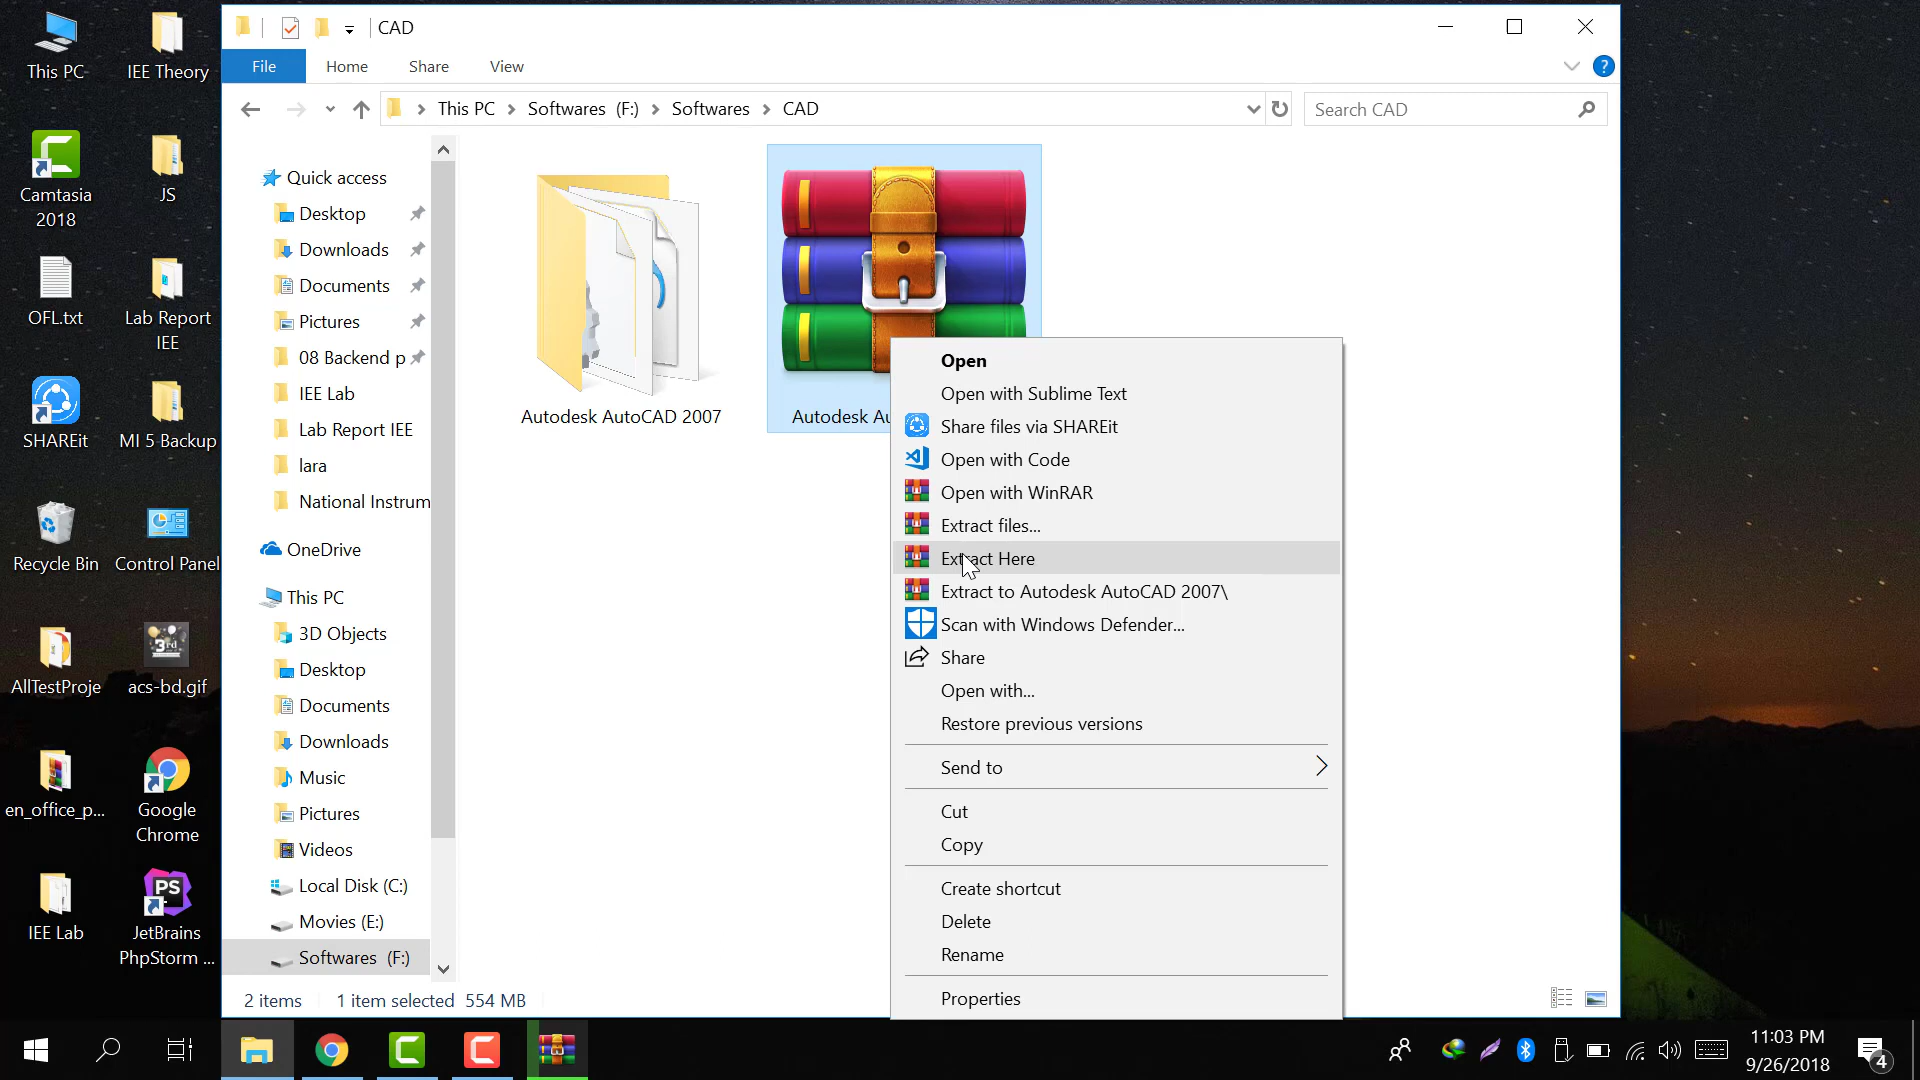 This PC
IEE Theory
Camtasia
2018
JS
OFL.txt
Lab Report
IEE
SHAREit
MI 5 Backup
Recycle Bin
Control Panel
AllTestProje
3rd
acs-bd.gif
en_office_p...
Google
Chrome
IEE Lab
PS
JetBrains
PhpStorm ...
CAD
File
Home
Share
View
?
This PC > Softwares (F:) > Softwares > CAD
Search CAD
Quick access
Desktop
Downloads
Documents
Pictures
08 Backend p
IEE Lab
Lab Report IEE
lara
National Instrum
OneDrive
This PC
3D Objects
Desktop
Documents
Downloads
Music
Pictures
Videos
Local Disk (C:)
Movies (E:)
Softwares (F:)
Autodesk AutoCAD 2007
Autodesk Au
Open
Open with Sublime Text
Share files via SHAREit
Open with Code
Open with WinRAR
Extract files...
Extract Here
Extract to Autodesk AutoCAD 2007\
Scan with Windows Defender...
Share
Open with...
Restore previous versions
Send to
Cut
Copy
Create shortcut
Delete
Rename
Properties
2 items
1 item selected 554 MB
11:03 PM
9/26/2018
4